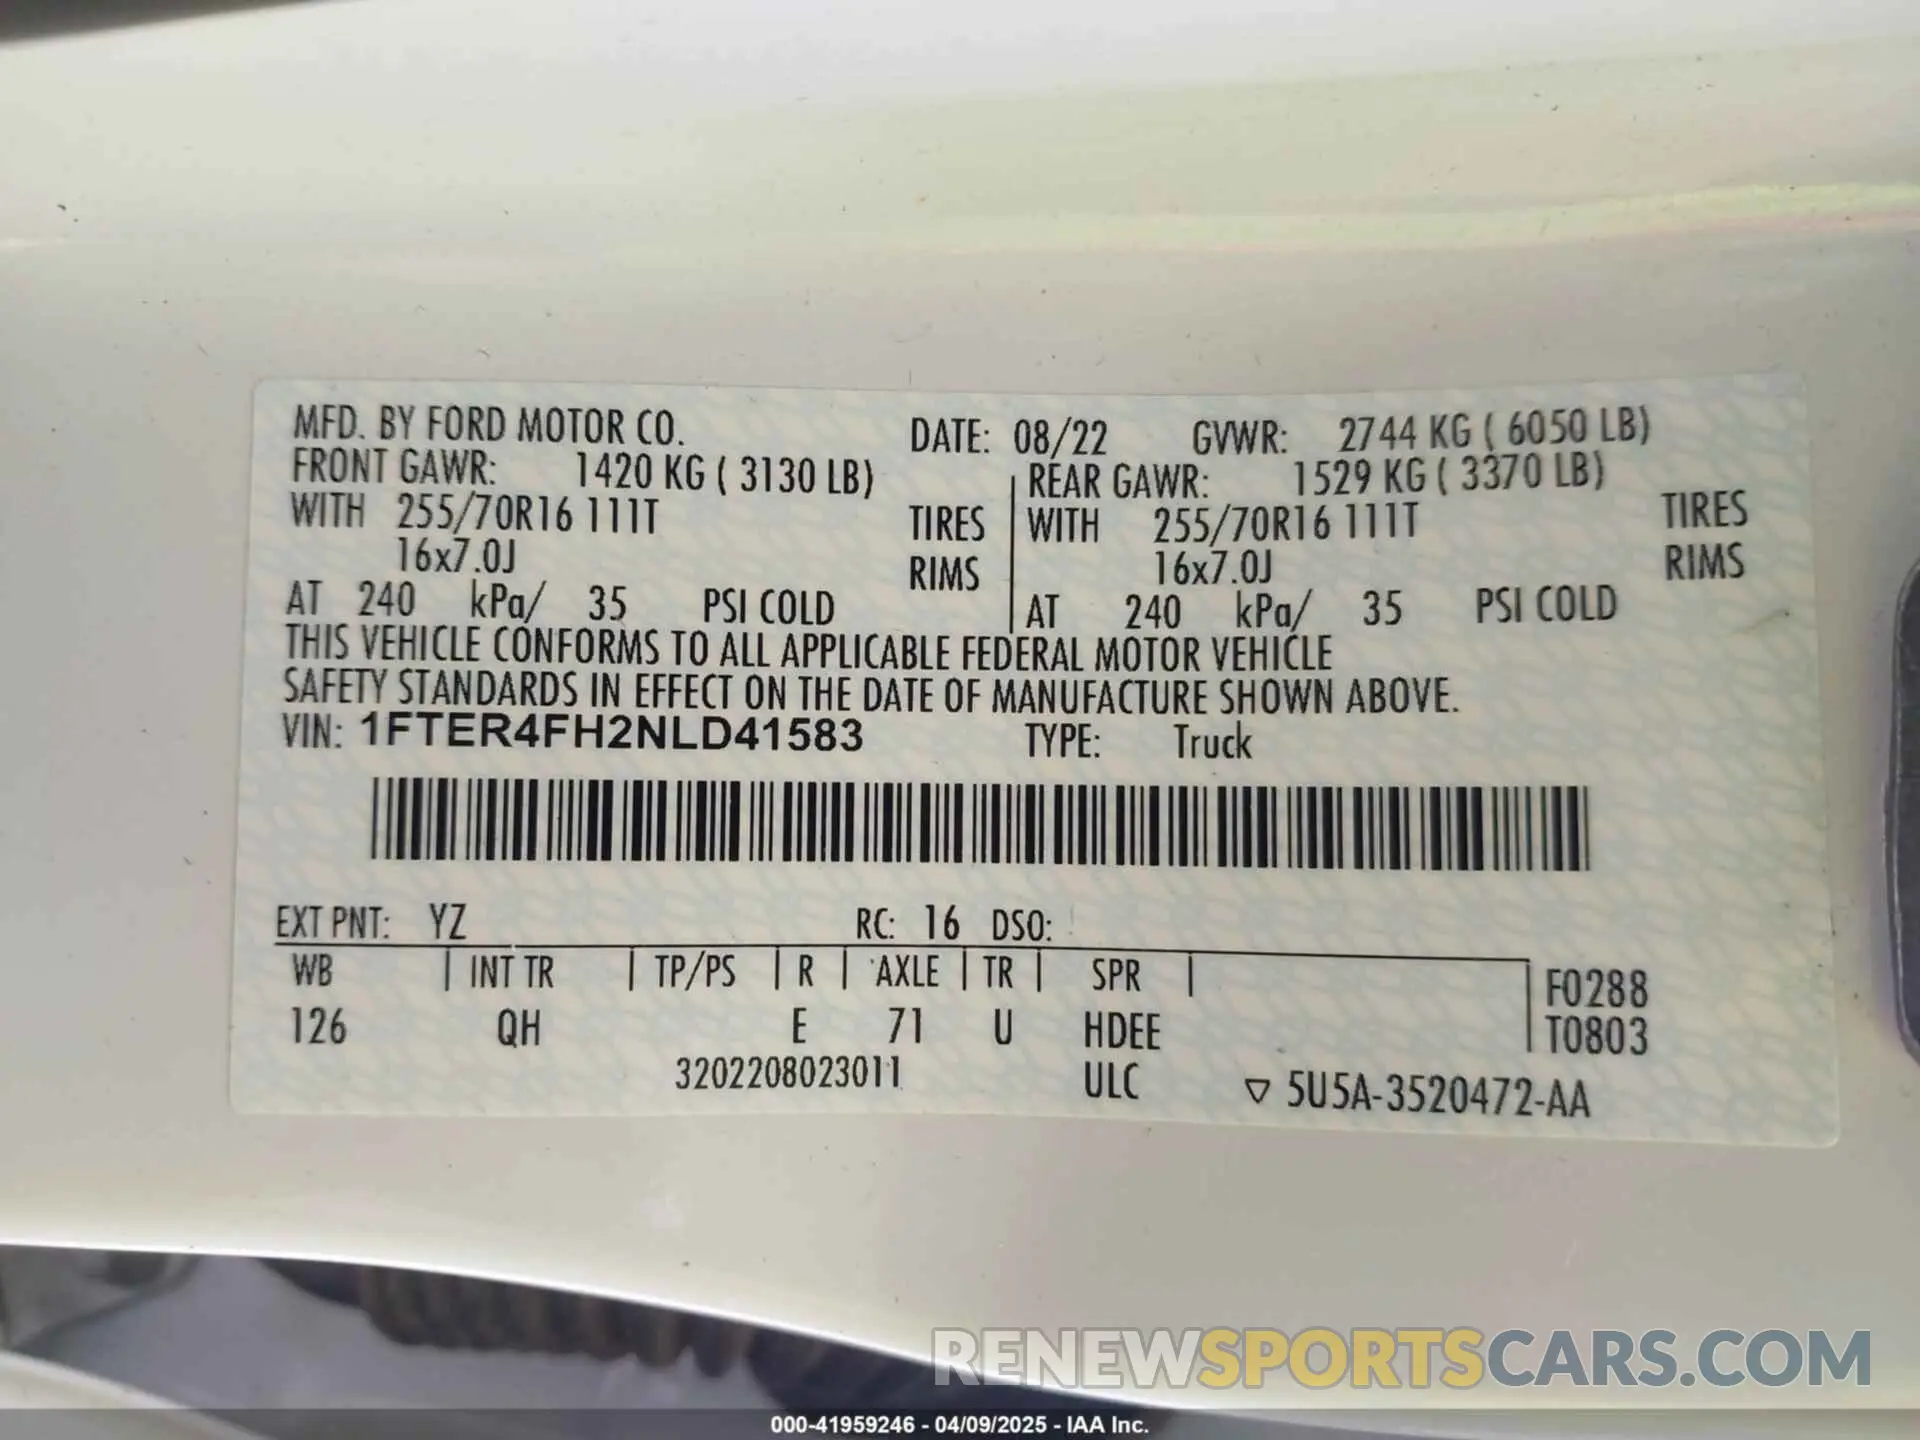 MFD. BY FORD MOTOR CO. DATE: 08/22 GVWR: 2744 KG ( 6050 LB)
FRONT GAWR: 1420 KG ( 3130 LB) REAR GAWR: 1529 KG ( 3370 LB)
WITH 255/70R16 111T TIRES WITH 255/70R16 111T TIRES
16x7.0J RIMS 16x7.0J RIMS
AT 240 kPa/ 35 PSI COLD AT 240 kPa/ 35 PSI COLD
THIS VEHICLE CONFORMS TO ALL APPLICABLE FEDERAL MOTOR VEHICLE
SAFETY STANDARDS IN EFFECT ON THE DATE OF MANUFACTURE SHOWN ABOVE.
VIN: 1FTER4FH2NLD41583 TYPE: Truck
EXT PNT: YZ RC: 16 DSO:
WB INT TR TP/PS R AXLE TR SPR F0288
126 QH E 71 U HDEE T0803
3202208023011 ULC ▽ 5U5A-3520472-AA
RENEWSPORTSCARS.COM
000-41959246 - 04/09/2025 - IAA Inc.